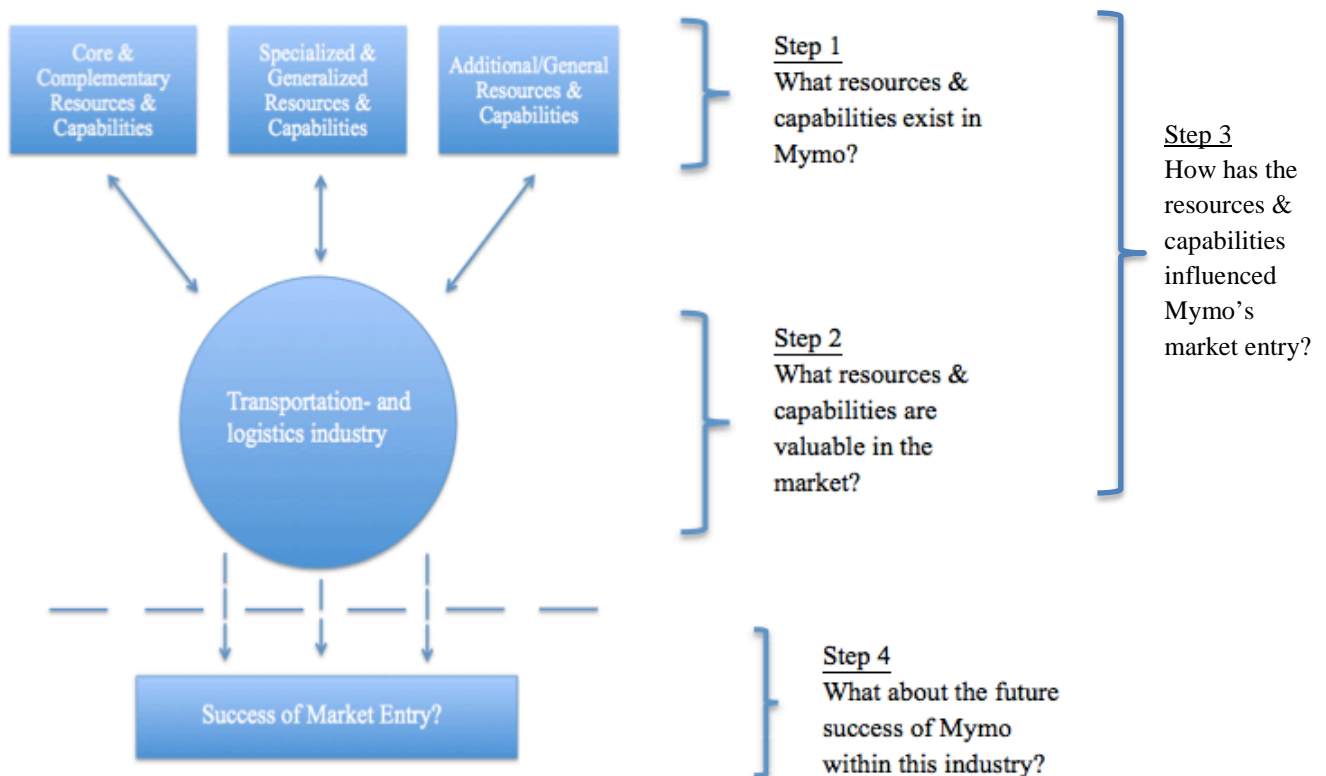 Core &
Complementary
Resources &
Capabilities
Specialized &
Generalized
Resources &
Capabilities
Additional/General
Resources &
Capabilities
Step 1
What resources &
capabilities exist in
Mymo?
Step 3
How has the
resources &
capabilities
influenced
Mymo’s
market entry?
Transportation- and
logistics industry
Step 2
What resources &
capabilities are
valuable in the
market?
Success of Market Entry?
Step 4
What about the future
success of Mymo
within this industry?